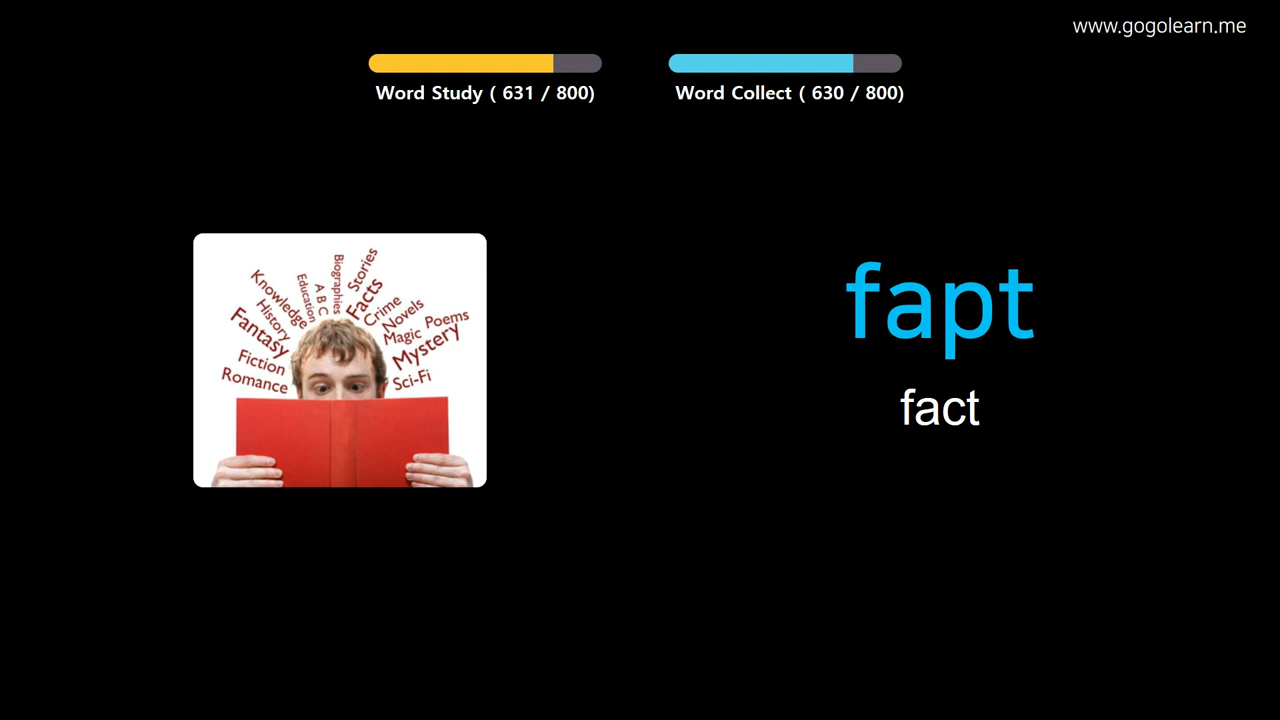 www.gogolearn.me
Word Study ( 631 / 800)
Word Collect ( 630 / 800)
Knowledge
History
Fantasy
Fiction
Romance
Education
A B C
Biographies
Stories
Facts
Crime
Novels
Magic
Poems
Mystery
Sci-Fi
fapt
fact